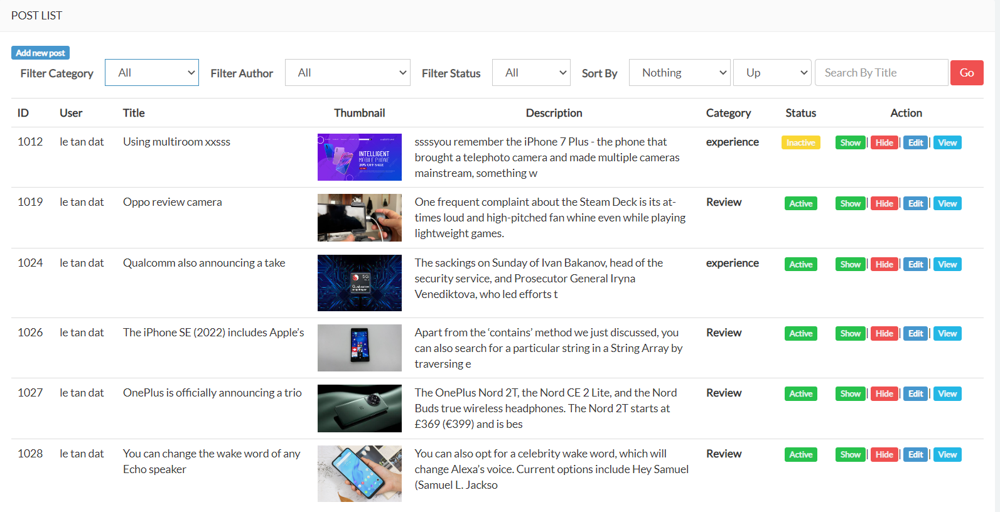 POST LIST
Add new post
Filter Category All Filter Author All Filter Status All Sort By Nothing Up Search By Title Go
ID User Title Thumbnail Description Category Status Action
1012 le tan dat Using multiroom xxsss ssssyou remember the iPhone 7 Plus - the phone that experience Inactive Show | Hide | Edit | View
brought a telephoto camera and made multiple cameras
mainstream, something w
INTELLIGENT
MOBILE PHONE
20% OFF SALE
1019 le tan dat Oppo review camera One frequent complaint about the Steam Deck is its at- Review Active Show | Hide | Edit | View
times loud and high-pitched fan whine even while playing
lightweight games.
1024 le tan dat Qualcomm also announcing a take The sackings on Sunday of Ivan Bakanov, head of the experience Active Show | Hide | Edit | View
security service, and Prosecutor General Iryna
Venediktova, who led efforts t
5G
Qualcomm
snapdragon
1026 le tan dat The iPhone SE (2022) includes Apple’s Apart from the ‘contains’ method we just discussed, you Review Active Show | Hide | Edit | View
can also search for a particular string in a String Array by
traversing e
1027 le tan dat OnePlus is officially announcing a trio The OnePlus Nord 2T, the Nord CE 2 Lite, and the Nord Review Active Show | Hide | Edit | View
Buds true wireless headphones. The Nord 2T starts at
£369 (€399) and is bes
1028 le tan dat You can change the wake word of any You can also opt for a celebrity wake word, which will Review Active Show | Hide | Edit | View
Echo speaker change Alexa’s voice. Current options include Hey Samuel
(Samuel L. Jackso